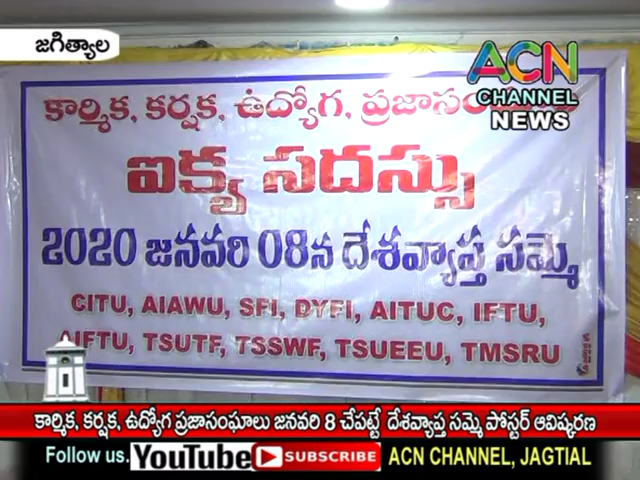 జగిత్యాల
ACN
CHANNEL
NEWS
కార్మిక, కర్షక, ఉద్యోగ, ప్రజాసం
ఐక్య సదస్సు
2020 జనవరి 08న దేశవ్యాప్త సమ్మె
CITU, AIAWU, SFI, DYFI, AITUC, IFTU,
AIFTU, TSUTF, TSSWF, TSUEEU, TMSRU
కార్మిక, కర్షక, ఉద్యోగ ప్రజాసంఘాలు జనవరి 8 చేపట్టే దేశవ్యాప్త సమ్మె పోస్టర్ ఆవిష్కరణ
Follow us. YouTube SUBSCRIBE ACN CHANNEL, JAGTIAL